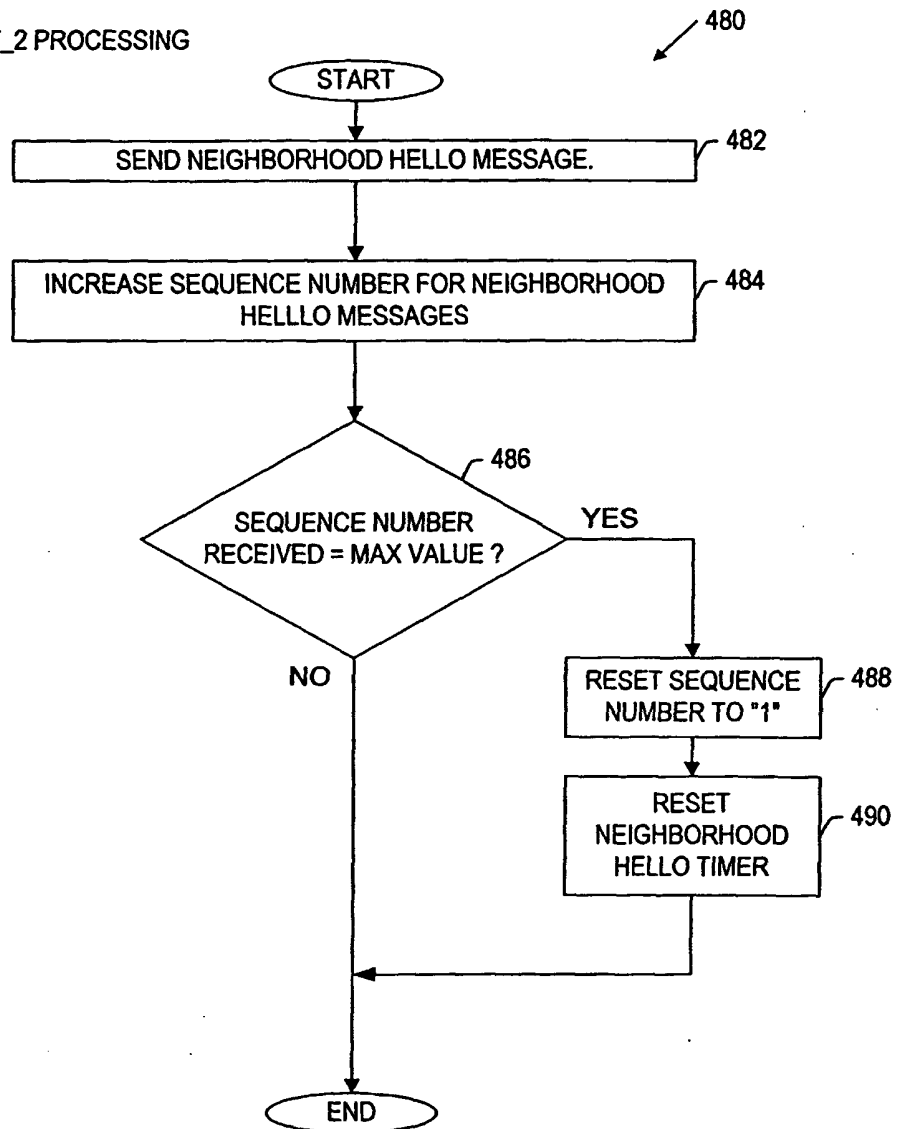 _2 PROCESSING
480
START
SEND NEIGHBORHOOD HELLO MESSAGE.
482
INCREASE SEQUENCE NUMBER FOR NEIGHBORHOOD
HELLLO MESSAGES
484
486
SEQUENCE NUMBER
RECEIVED = MAX VALUE ?
YES
NO
RESET SEQUENCE
NUMBER TO "1"
488
RESET
NEIGHBORHOOD
HELLO TIMER
490
END